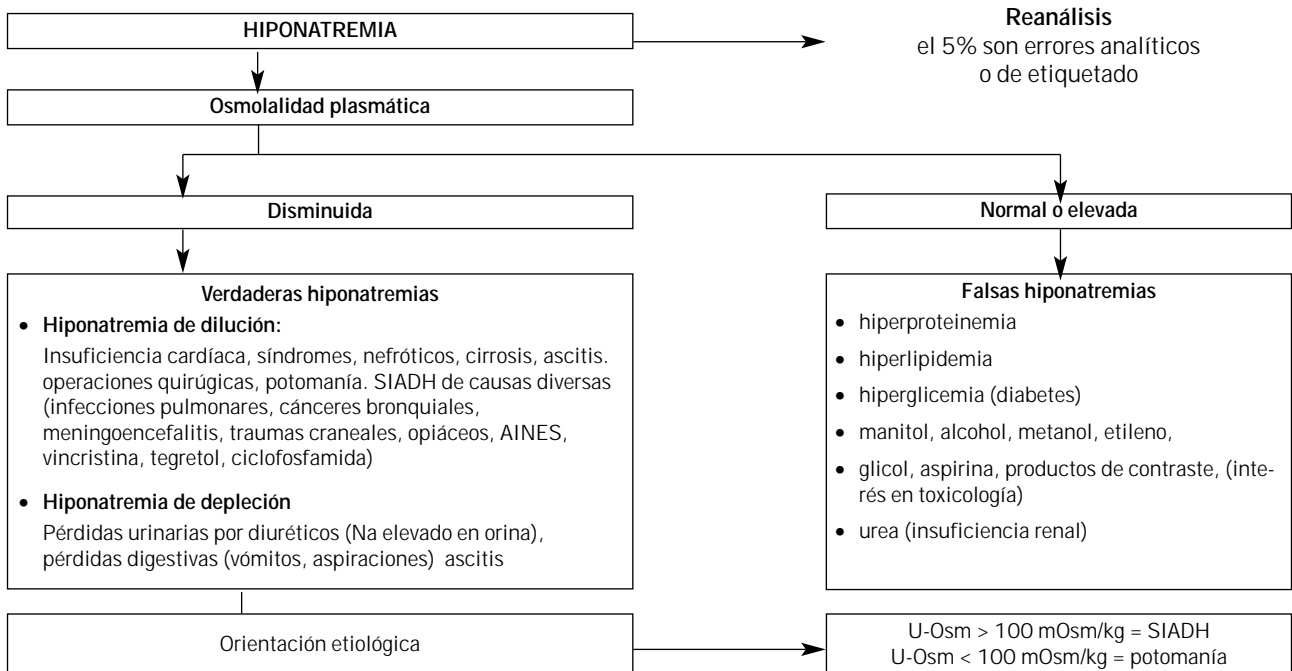 HIPONATREMIA
Reanálisis
el 5% son errores analíticos
o de etiquetado
Osmolalidad plasmática
Disminuida
Normal o elevada
Verdaderas hiponatremias
• Hiponatremia de dilución:
Insuficiencia cardíaca, síndromes, nefróticos, cirrosis, ascitis.
operaciones quirúgicas, potomanía. SIADH de causas diversas
(infecciones pulmonares, cánceres bronquiales,
meningoencefalitis, traumas craneales, opiáceos, AINES,
vincristina, tegretol, ciclofosfamida)
• Hiponatremia de depleción
Pérdidas urinarias por diuréticos (Na elevado en orina),
pérdidas digestivas (vómitos, aspiraciones) ascitis
Falsas hiponatremias
• hiperproteinemia
• hiperlipidemia
• hiperglicemia (diabetes)
• manitol, alcohol, metanol, etileno,
• glicol, aspirina, productos de contraste, (inte-
rés en toxicología)
• urea (insuficiencia renal)
Orientación etiológica
U-Osm > 100 mOsm/kg = SIADH
U-Osm < 100 mOsm/kg = potomanía